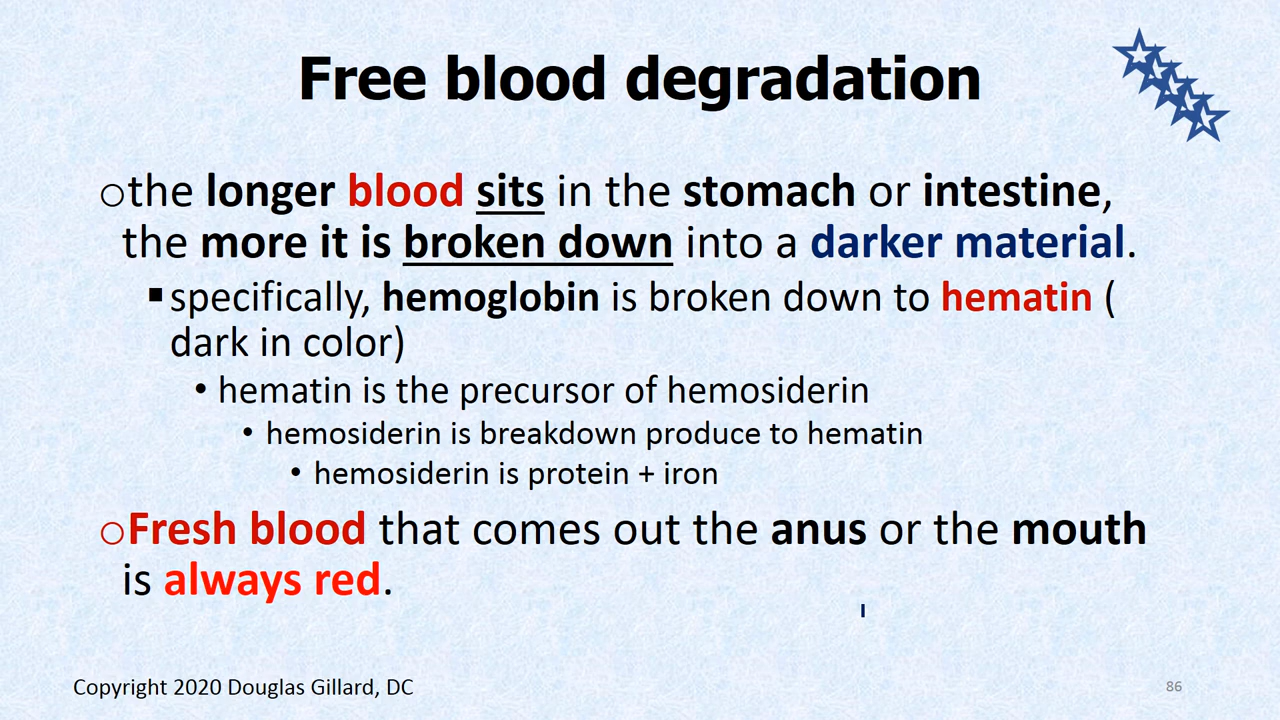 Free blood degradation
○the longer blood sits in the stomach or intestine,
the more it is broken down into a darker material.
▪specifically, hemoglobin is broken down to hematin (
dark in color)
• hematin is the precursor of hemosiderin
• hemosiderin is breakdown produce to hematin
• hemosiderin is protein + iron
○Fresh blood that comes out the anus or the mouth
is always red.
Copyright 2020 Douglas Gillard, DC
86